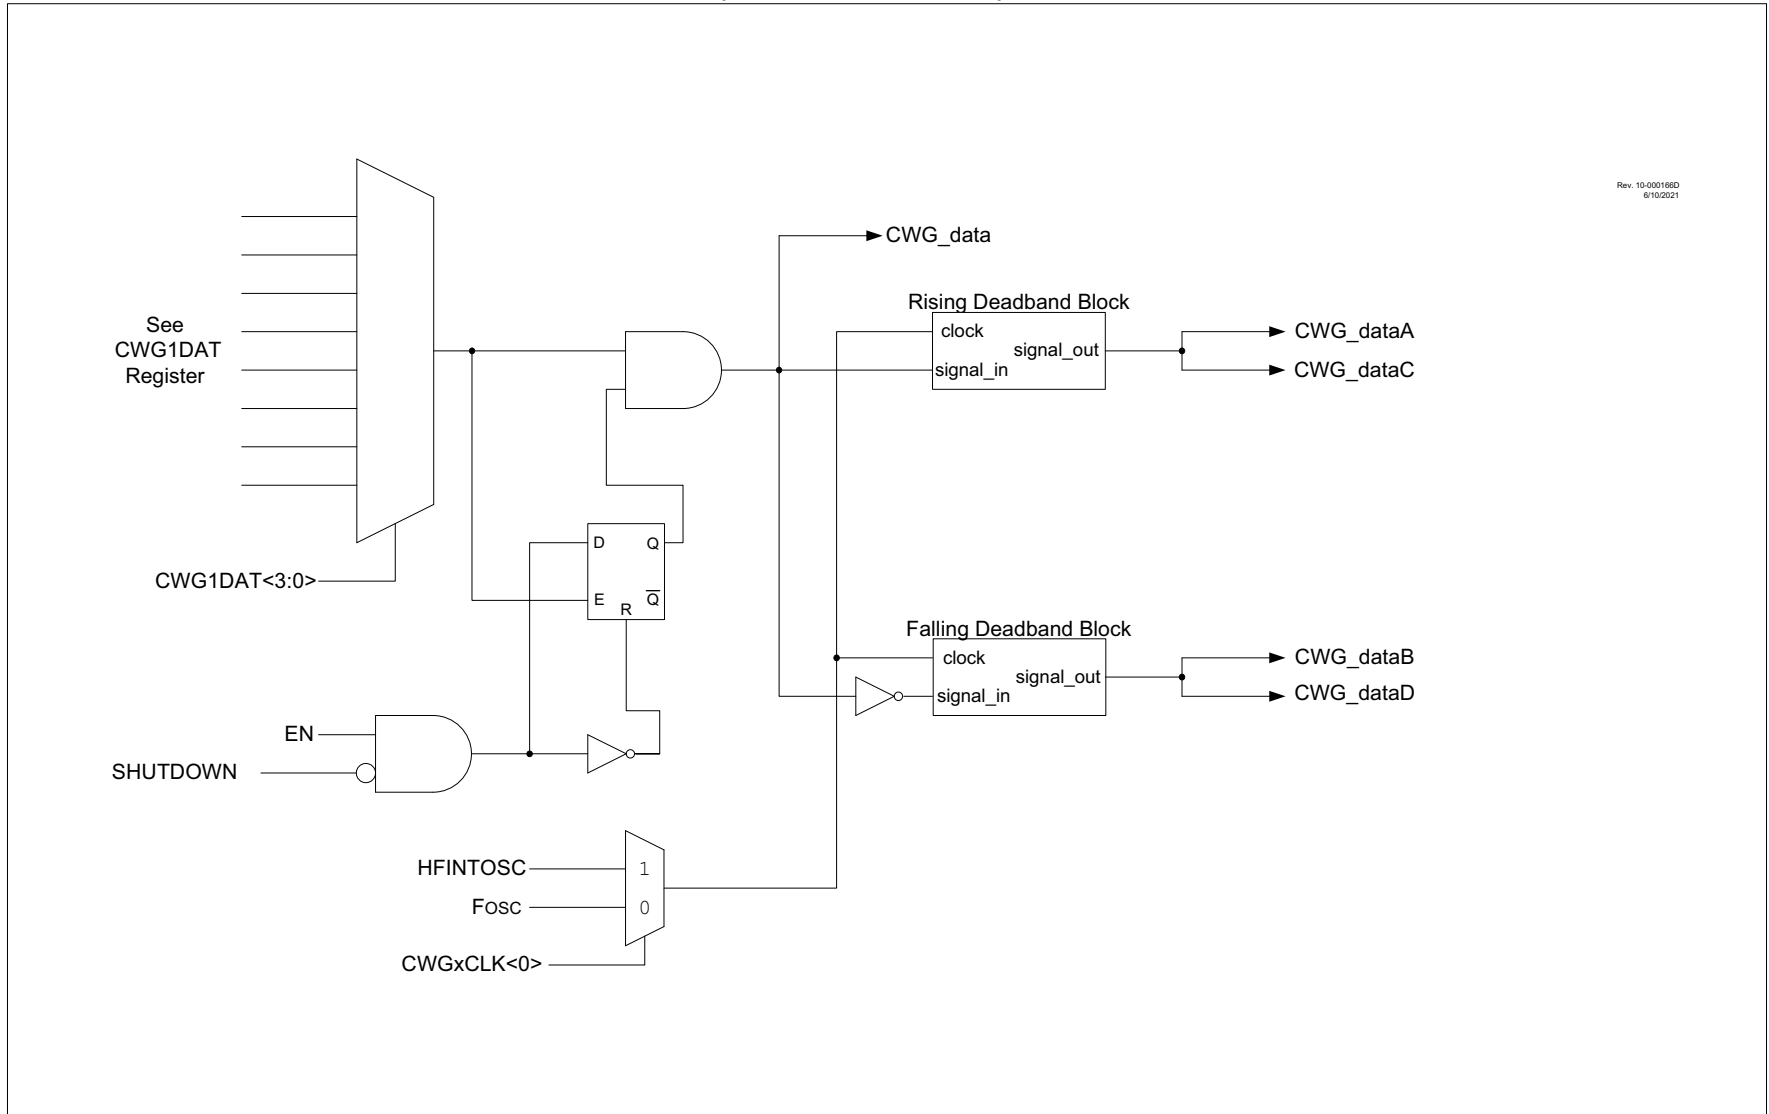 Rev. 10-000166D
6/10/2021
CWG_data
Rising Deadband Block
clock
signal_out
signal_in
CWG_dataA
CWG_dataC
See
CWG1DAT
Register
D
Q
E
R
Q̅
CWG1DAT<3:0>
Falling Deadband Block
clock
signal_out
signal_in
CWG_dataB
CWG_dataD
EN
SHUTDOWN
HFINTOSC
1
FOSC
0
CWGxCLK<0>